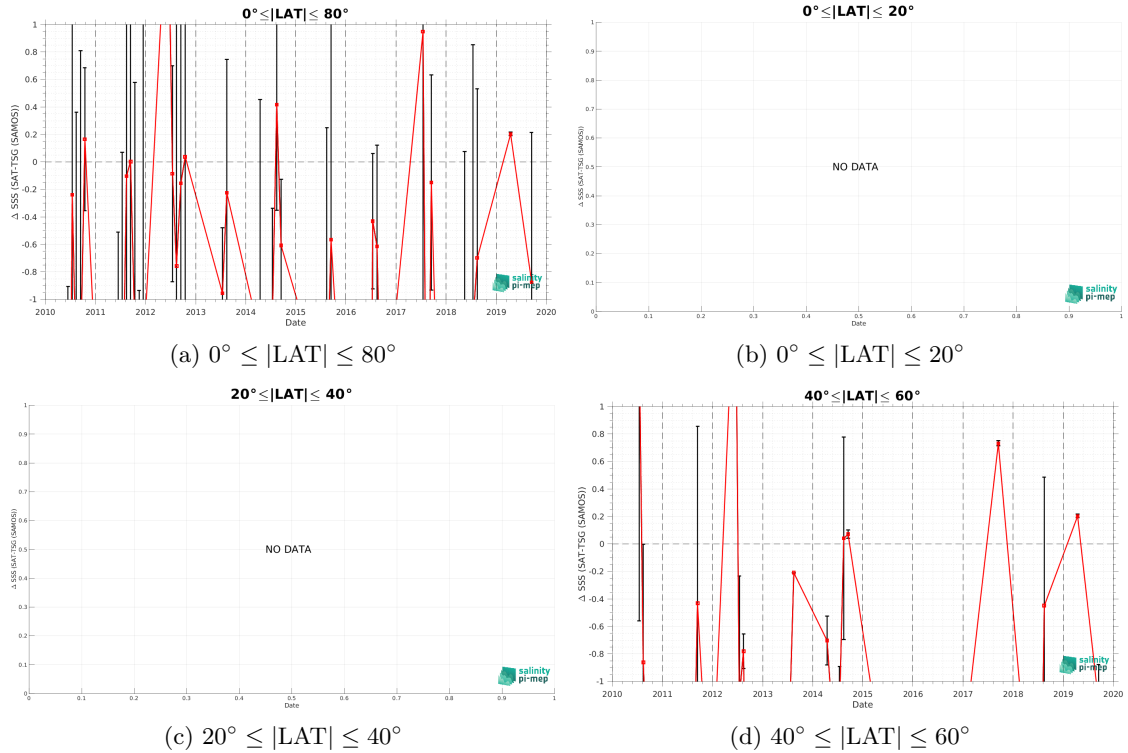 0°≤|LAT|≤ 80°
1
0.8
0.6
0.4
0.2
0
-0.2
-0.4
-0.6
-0.8
-1
Δ SSS (SAT-TSG (SAMOS))
2010 2011 2012 2013 2014 2015 2016 2017 2018 2019 2020
Date
salinity
pi-mep
(a) 0° ≤ |LAT| ≤ 80°
0°≤|LAT|≤ 20°
1
0.9
0.8
0.7
0.6
0.5
0.4
0.3
0.2
0.1
0
Δ SSS (SAT-TSG (SAMOS))
NO DATA
0 0.1 0.2 0.3 0.4 0.5 0.6 0.7 0.8 0.9 1
Date
salinity
pi-mep
(b) 0° ≤ |LAT| ≤ 20°
20°≤|LAT|≤ 40°
1
0.9
0.8
0.7
0.6
0.5
0.4
0.3
0.2
0.1
0
Δ SSS (SAT-TSG (SAMOS))
NO DATA
0 0.1 0.2 0.3 0.4 0.5 0.6 0.7 0.8 0.9 1
Date
salinity
pi-mep
(c) 20° ≤ |LAT| ≤ 40°
40°≤|LAT|≤ 60°
1
0.8
0.6
0.4
0.2
0
-0.2
-0.4
-0.6
-0.8
-1
Δ SSS (SAT-TSG (SAMOS))
2010 2011 2012 2013 2014 2015 2016 2017 2018 2019 2020
Date
salinity
pi-mep
(d) 40° ≤ |LAT| ≤ 60°